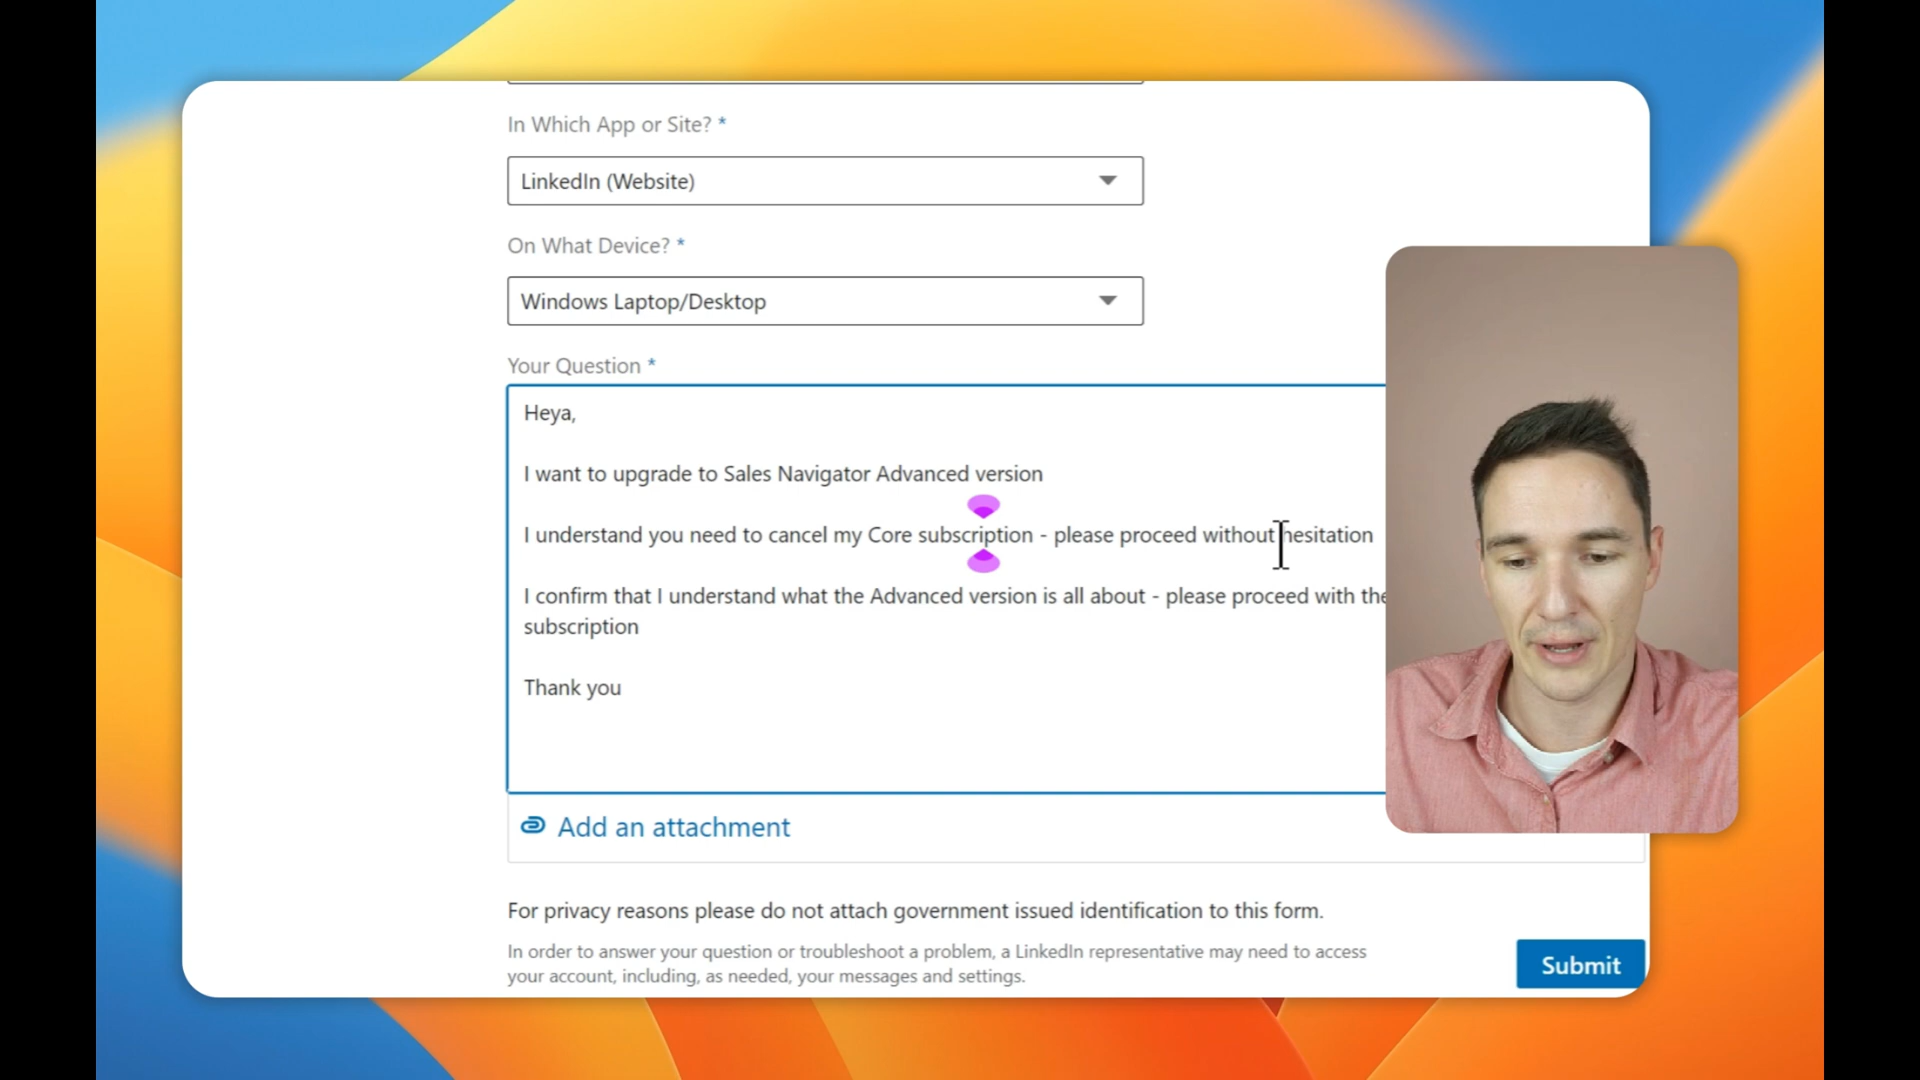 In Which App or Site? *
LinkedIn (Website)
On What Device? *
Windows Laptop/Desktop
Your Question *
Heya,
I want to upgrade to Sales Navigator Advanced version
I understand you need to cancel my Core subscription - please proceed without hesitation
I confirm that I understand what the Advanced version is all about - please proceed with the
subscription
Thank you
Add an attachment
For privacy reasons please do not attach government issued identification to this form.
In order to answer your question or troubleshoot a problem, a LinkedIn representative may need to access
your account, including, as needed, your messages and settings.
Submit